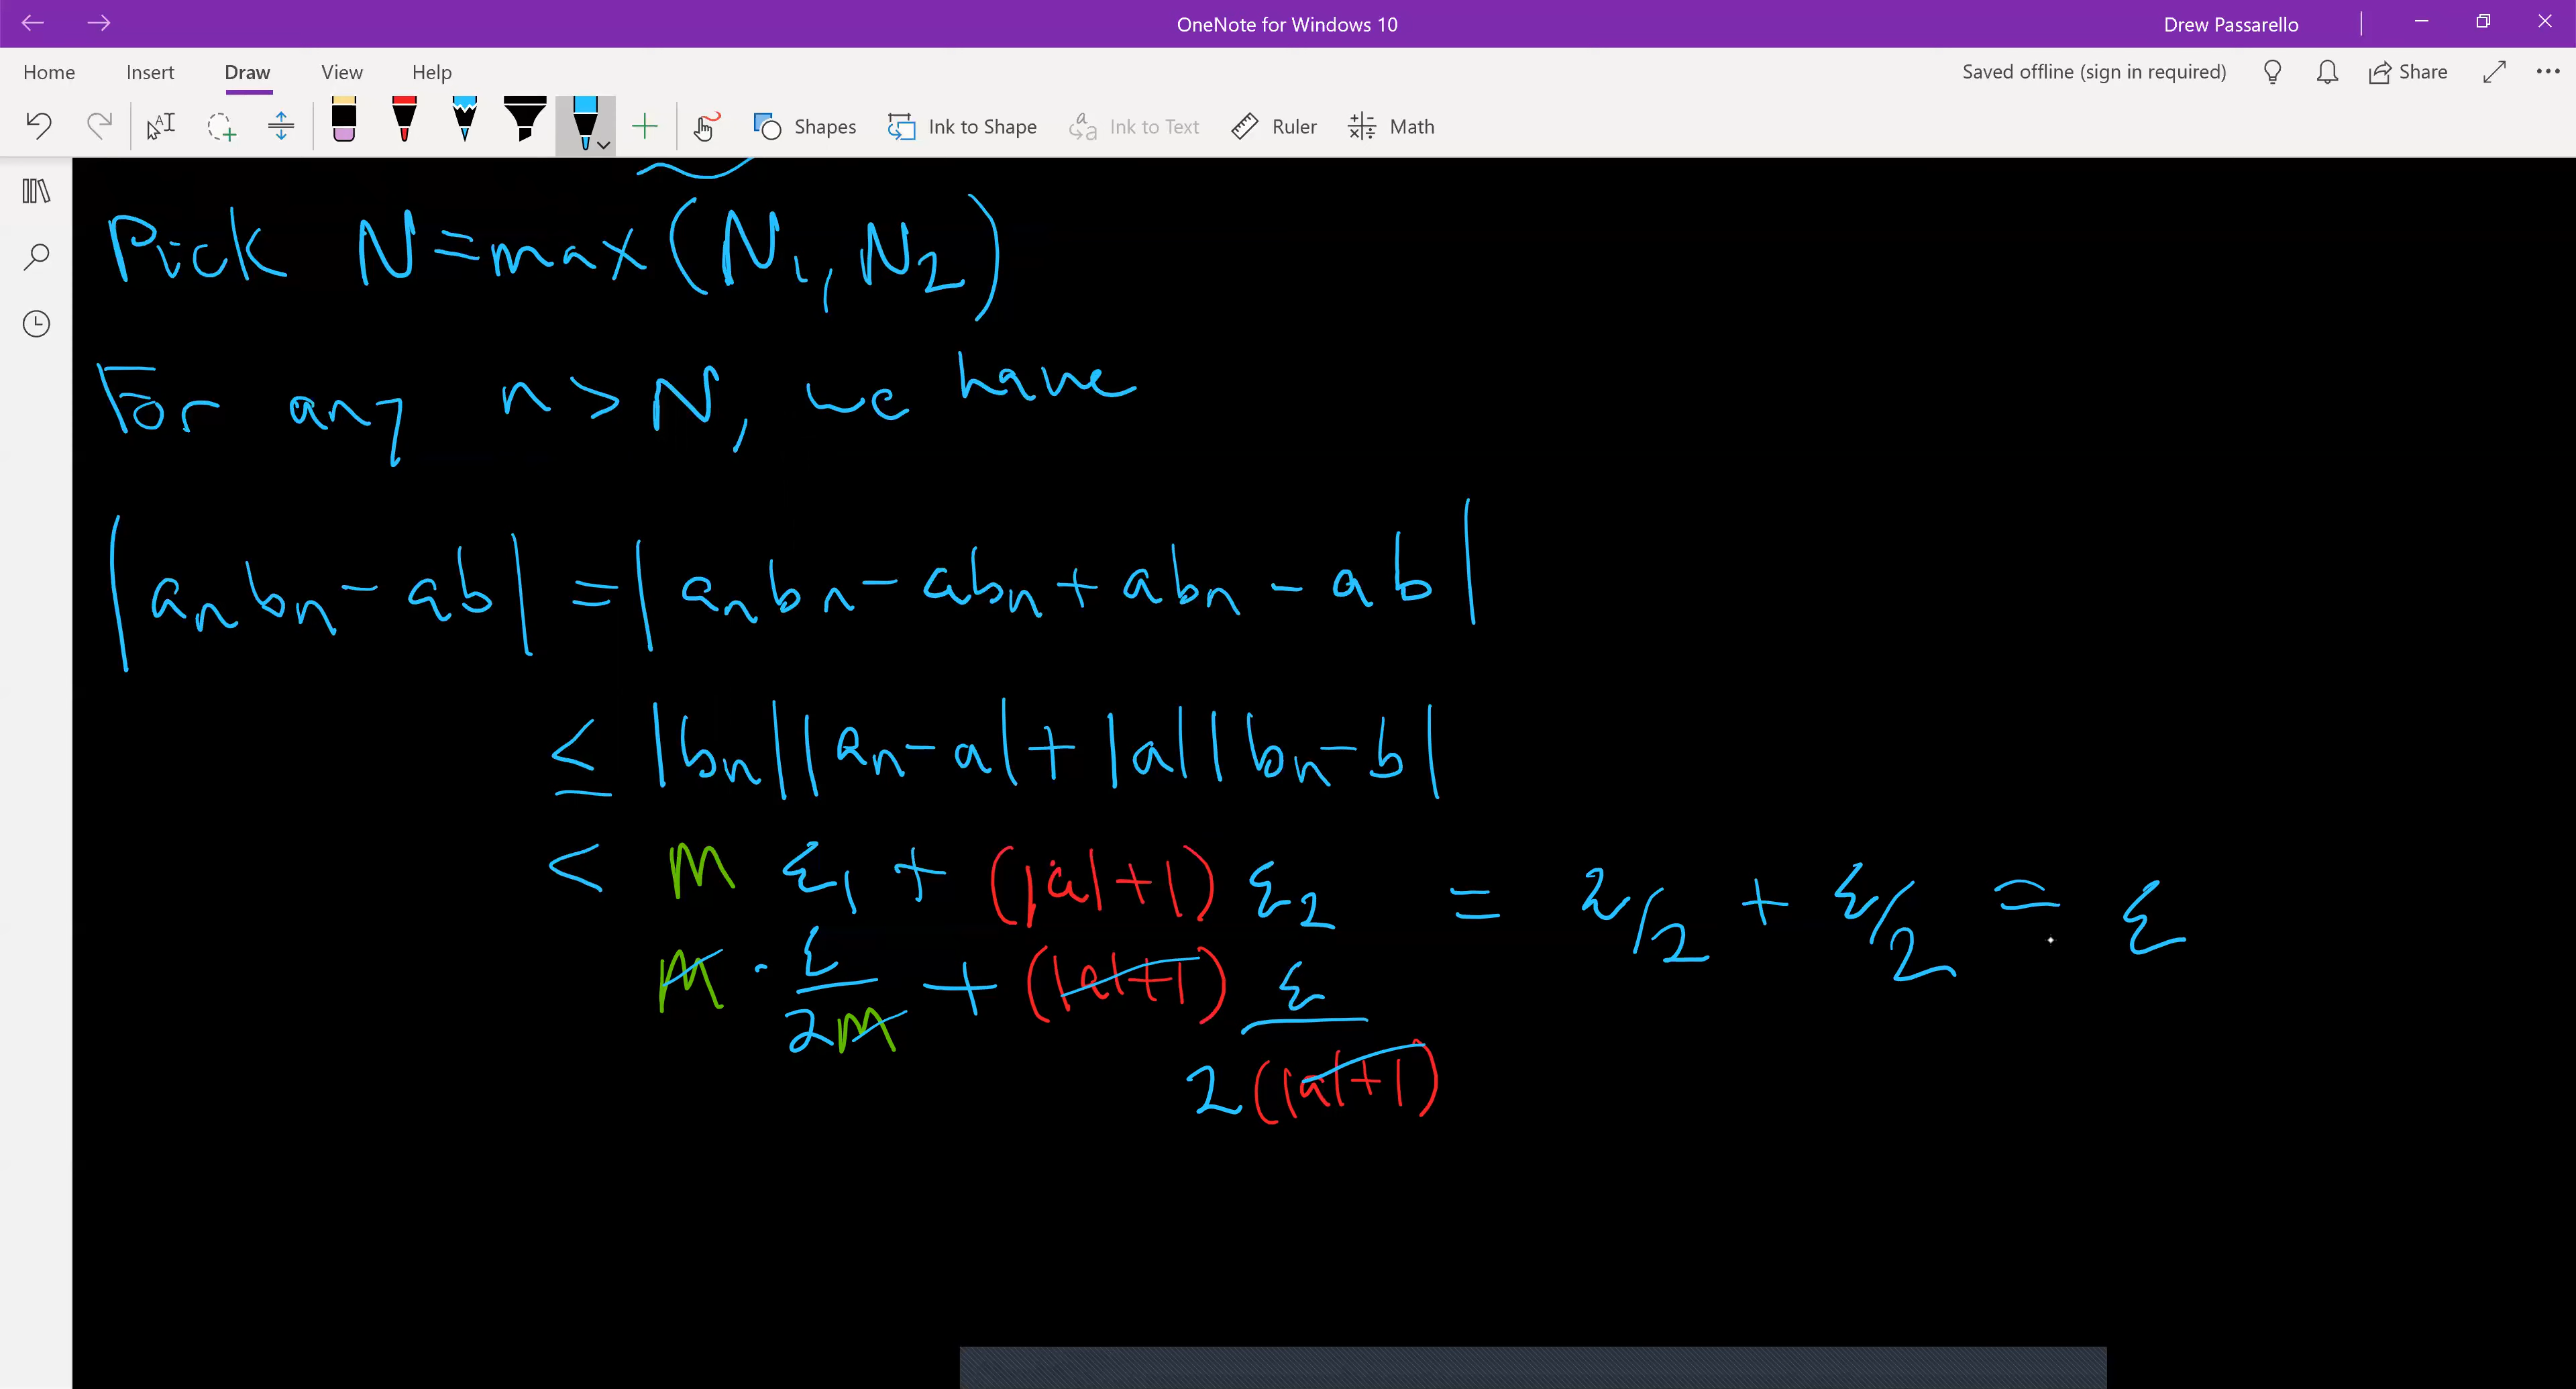 OneNote for Windows 10
Drew Passarello
Home Insert Draw View Help
Saved offline (sign in required) Share
Shapes Ink to Shape Ink to Text Ruler Math
Pick N = max(N₁, N₂)
For any n > N, we have
|aₙbₙ - ab| = |aₙbₙ - abₙ + abₙ - ab|
≤ |bₙ||aₙ - a| + |a||bₙ - b|
< M ε₁ + (|a|+1) ε₂ = ε/2 + ε/2 = ε
M · ε/2M + (|a|+1) ε/2(|a|+1)